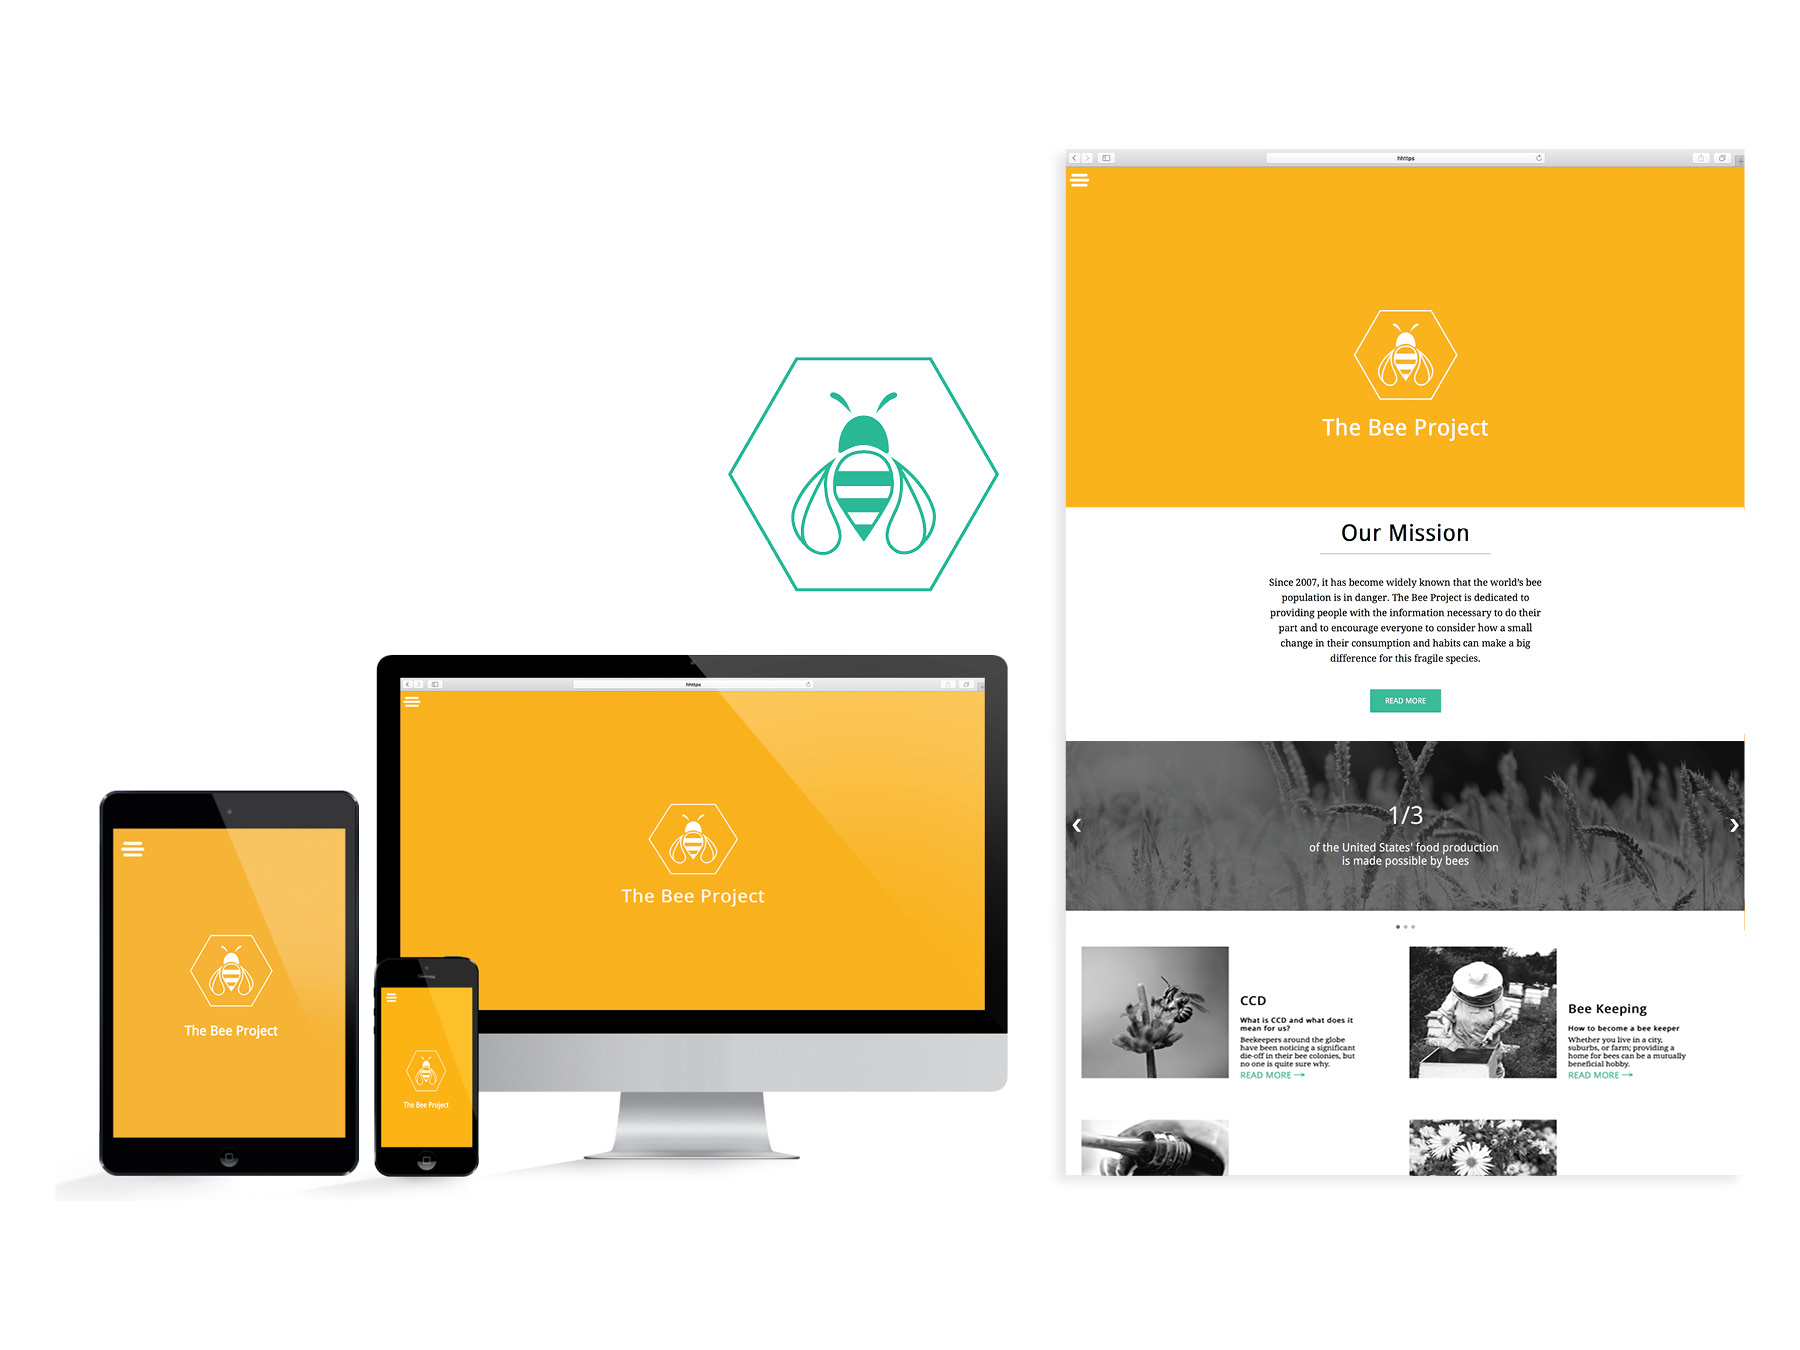 hhttps
The Bee Project
Our Mission
Since 2007, it has become widely known that the world's bee
population is in danger. The Bee Project is dedicated to
providing people with the information necessary to do their
part and to encourage everyone to consider how a small
change in their consumption and habits can make a big
difference for this fragile species.
READ MORE
1/3
of the United States' food production
is made possible by bees
CCD
What is CCD and what does it
mean for us?
Beekeepers around the globe
have been noticing a significant
die-off in their bee colonies, but
no one is quite sure why.
READ MORE →
Bee Keeping
How to become a bee keeper
Whether you live in a city,
suburbs, or farm; providing a
home for bees can be a mutually
beneficial hobby.
READ MORE →
hhttps
The Bee Project
The Bee Project
The Bee Project